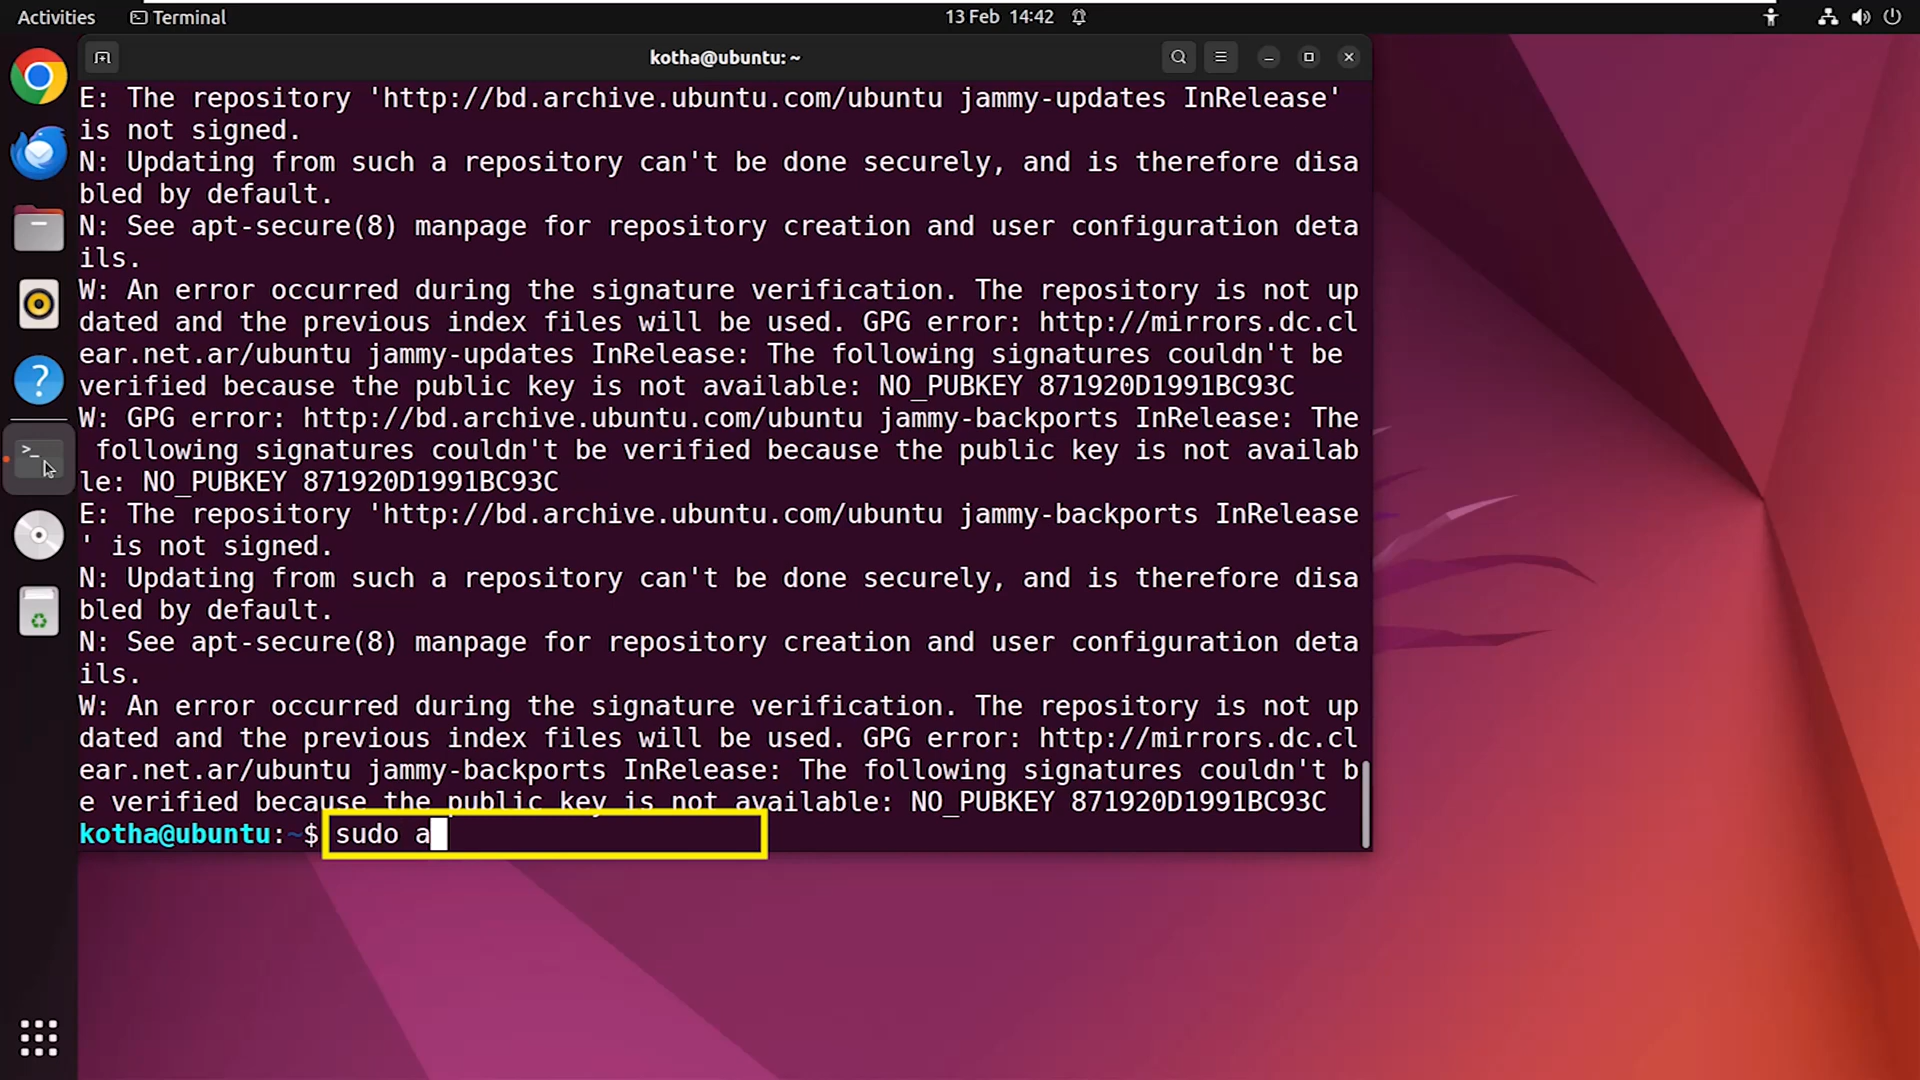 Activities
Terminal
13 Feb 14:42
kotha@ubuntu: ~
E: The repository 'http://bd.archive.ubuntu.com/ubuntu jammy-updates InRelease'
is not signed.
N: Updating from such a repository can't be done securely, and is therefore disa
bled by default.
N: See apt-secure(8) manpage for repository creation and user configuration deta
ils.
W: An error occurred during the signature verification. The repository is not up
dated and the previous index files will be used. GPG error: http://mirrors.dc.cl
ear.net.ar/ubuntu jammy-updates InRelease: The following signatures couldn't be
verified because the public key is not available: NO_PUBKEY 871920D1991BC93C
W: GPG error: http://bd.archive.ubuntu.com/ubuntu jammy-backports InRelease: The
 following signatures couldn't be verified because the public key is not availab
le: NO_PUBKEY 871920D1991BC93C
E: The repository 'http://bd.archive.ubuntu.com/ubuntu jammy-backports InRelease
' is not signed.
N: Updating from such a repository can't be done securely, and is therefore disa
bled by default.
N: See apt-secure(8) manpage for repository creation and user configuration deta
ils.
W: An error occurred during the signature verification. The repository is not up
dated and the previous index files will be used. GPG error: http://mirrors.dc.cl
ear.net.ar/ubuntu jammy-backports InRelease: The following signatures couldn't b
e verified because the public key is not available: NO_PUBKEY 871920D1991BC93C
kotha@ubuntu:~$ sudo a